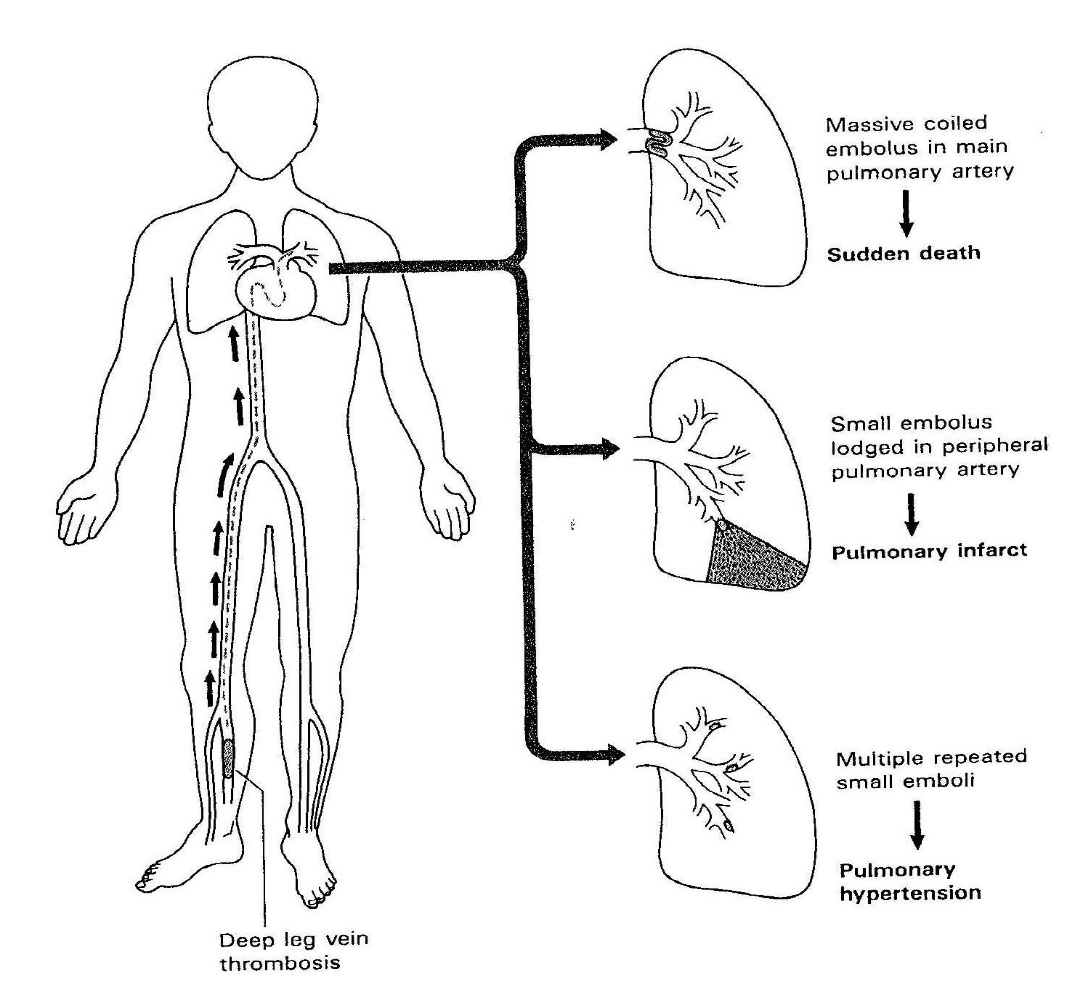 Massive coiled
embolus in main
pulmonary artery
Sudden death
Small embolus
lodged in peripheral
pulmonary artery
Pulmonary infarct
Multiple repeated
small emboli
Pulmonary
hypertension
Deep leg vein
thrombosis